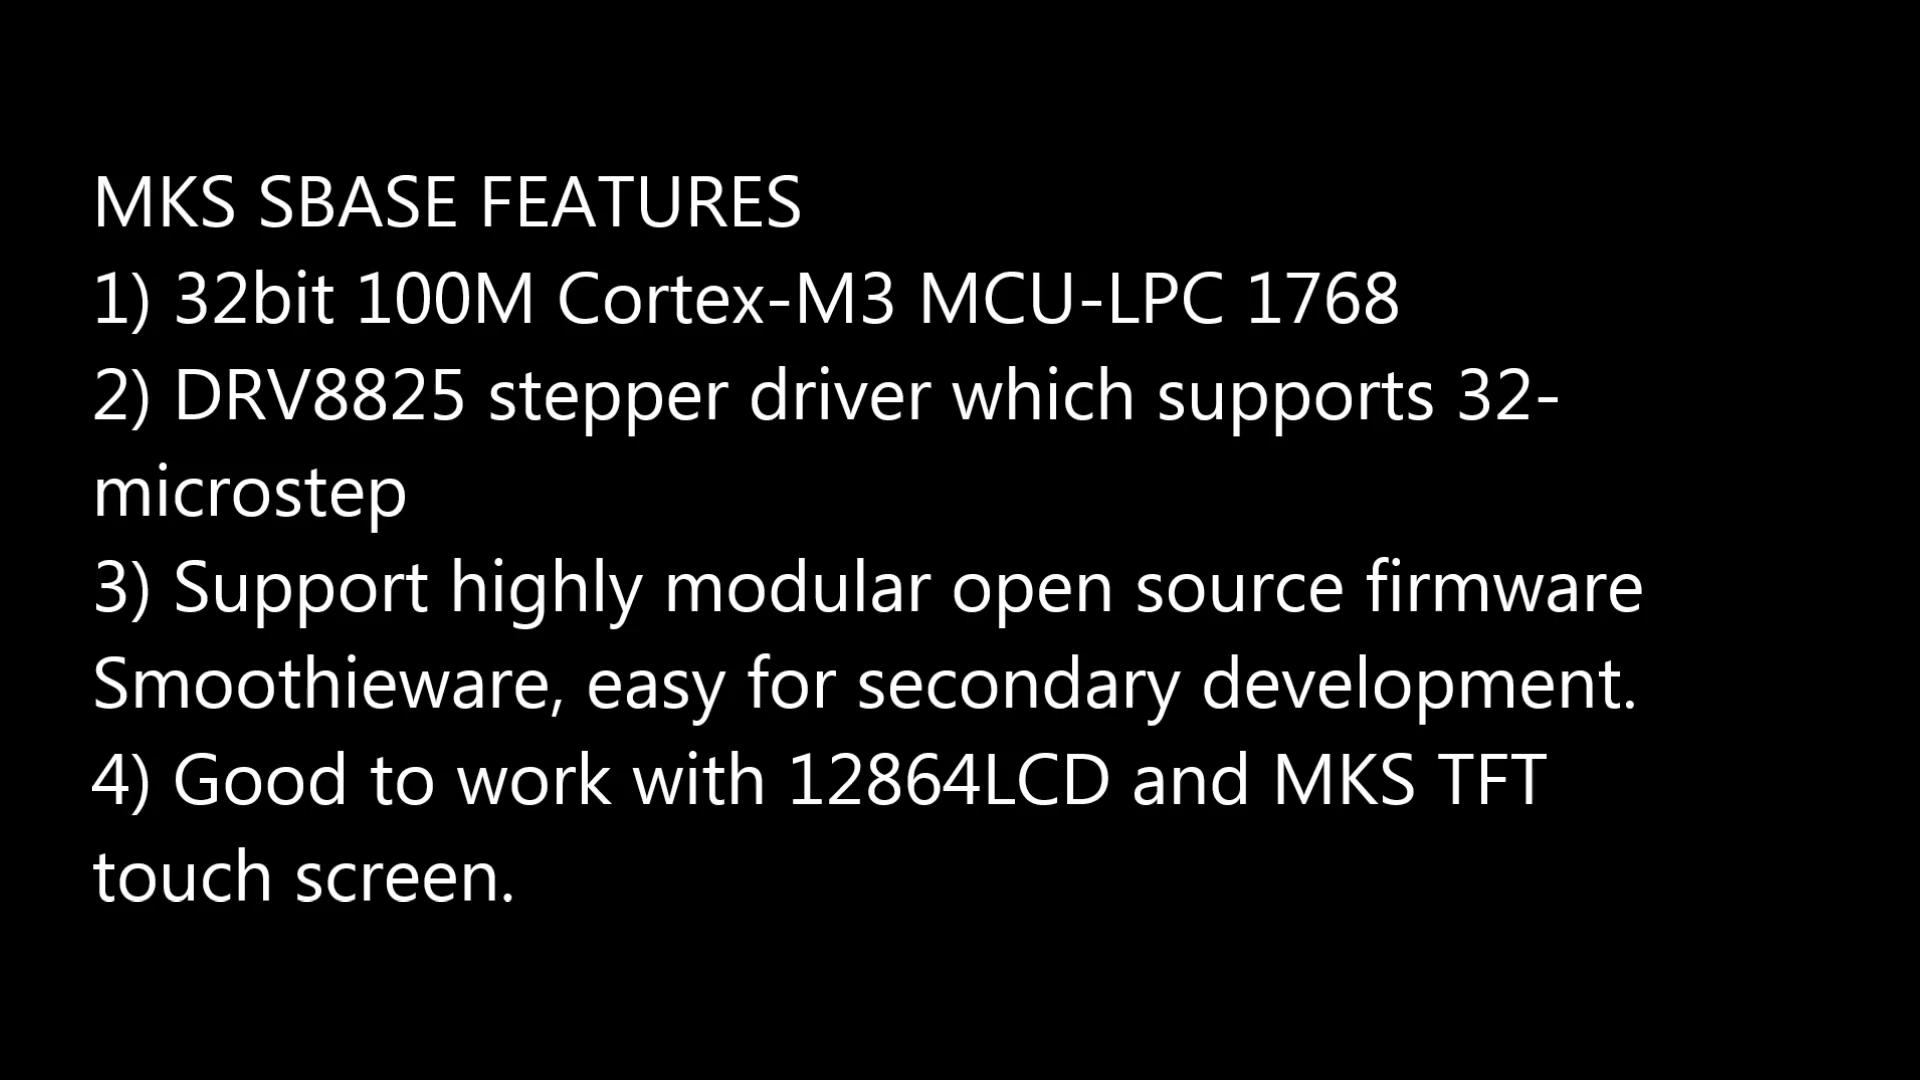 MKS SBASE FEATURES
1) 32bit 100M Cortex-M3 MCU-LPC 1768
2) DRV8825 stepper driver which supports 32-
microstep
3) Support highly modular open source firmware
Smoothieware, easy for secondary development.
4) Good to work with 12864LCD and MKS TFT
touch screen.